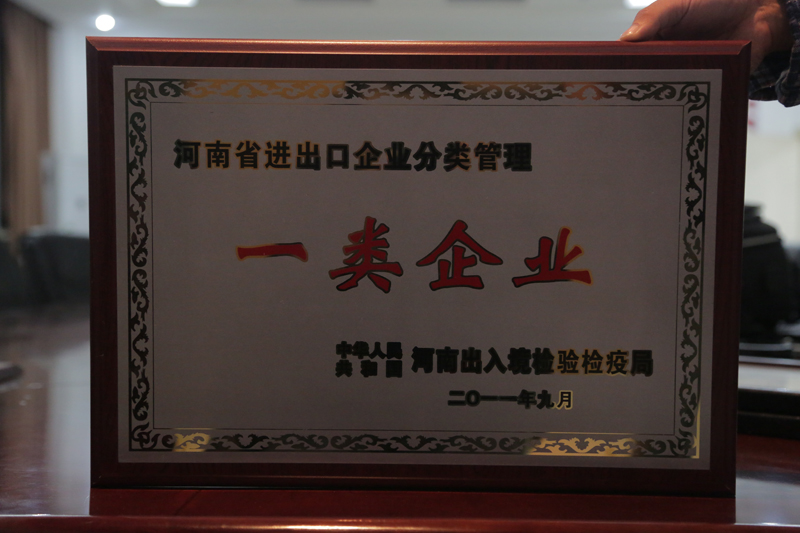 河南省进出口企业分类管理
一类企业
中华人民
共和国
河南出入境检验检疫局
二〇一一年九月